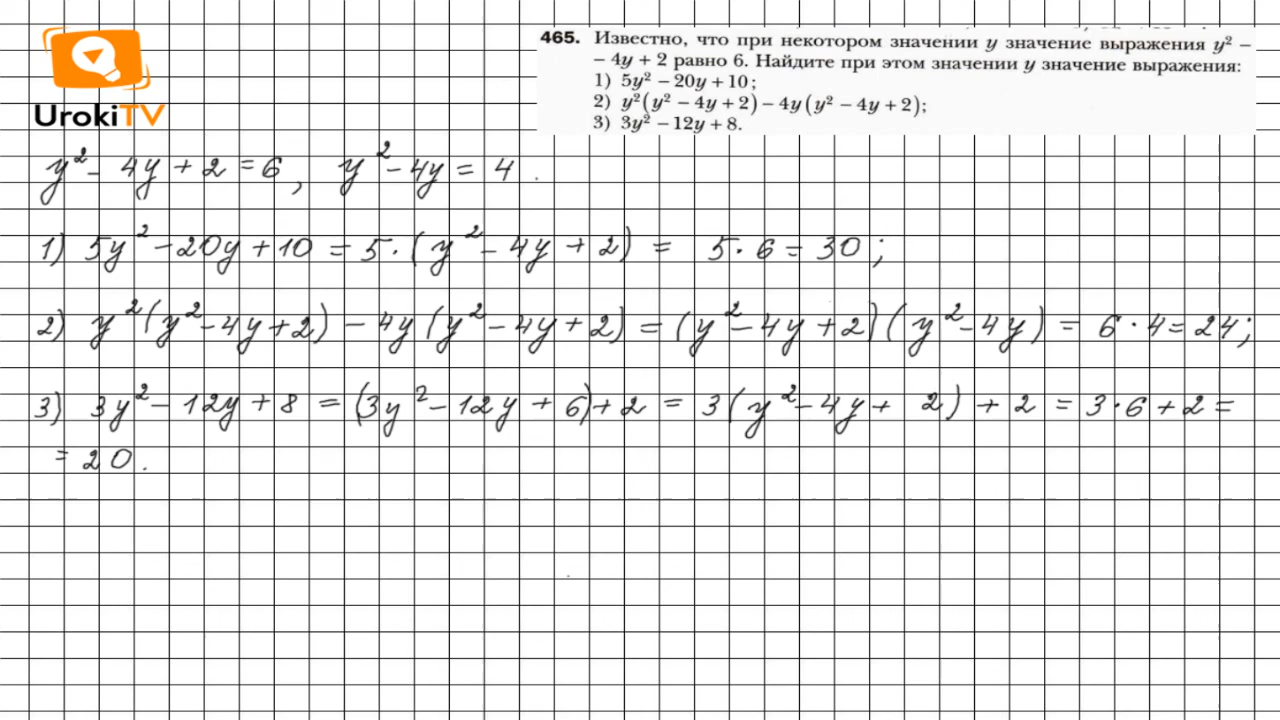 UrokiTV
465. Известно, что при некотором значении y значение выражения y² –
– 4y + 2 равно 6. Найдите при этом значении y значение выражения:
1) 5y² – 20y + 10;
2) y²(y² – 4y + 2) – 4y(y² – 4y + 2);
3) 3y² – 12y + 8.
y² - 4y + 2 = 6, y² - 4y = 4.
1) 5y² - 20y + 10 = 5·(y² - 4y + 2) = 5·6 = 30;
2) y²(y² - 4y + 2) - 4y(y² - 4y + 2) = (y² - 4y + 2)(y² - 4y) = 6·4 = 24;
3) 3y² - 12y + 8 = (3y² - 12y + 6) + 2 = 3(y² - 4y + 2) + 2 = 3·6 + 2 =
= 20.